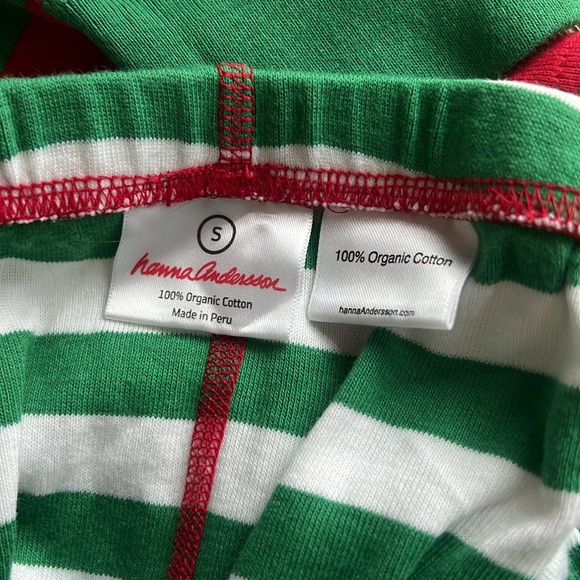 S
hanna Andersson
100% Organic Cotton
Made in Peru
100% Organic Cotton
hannaAndersson.com